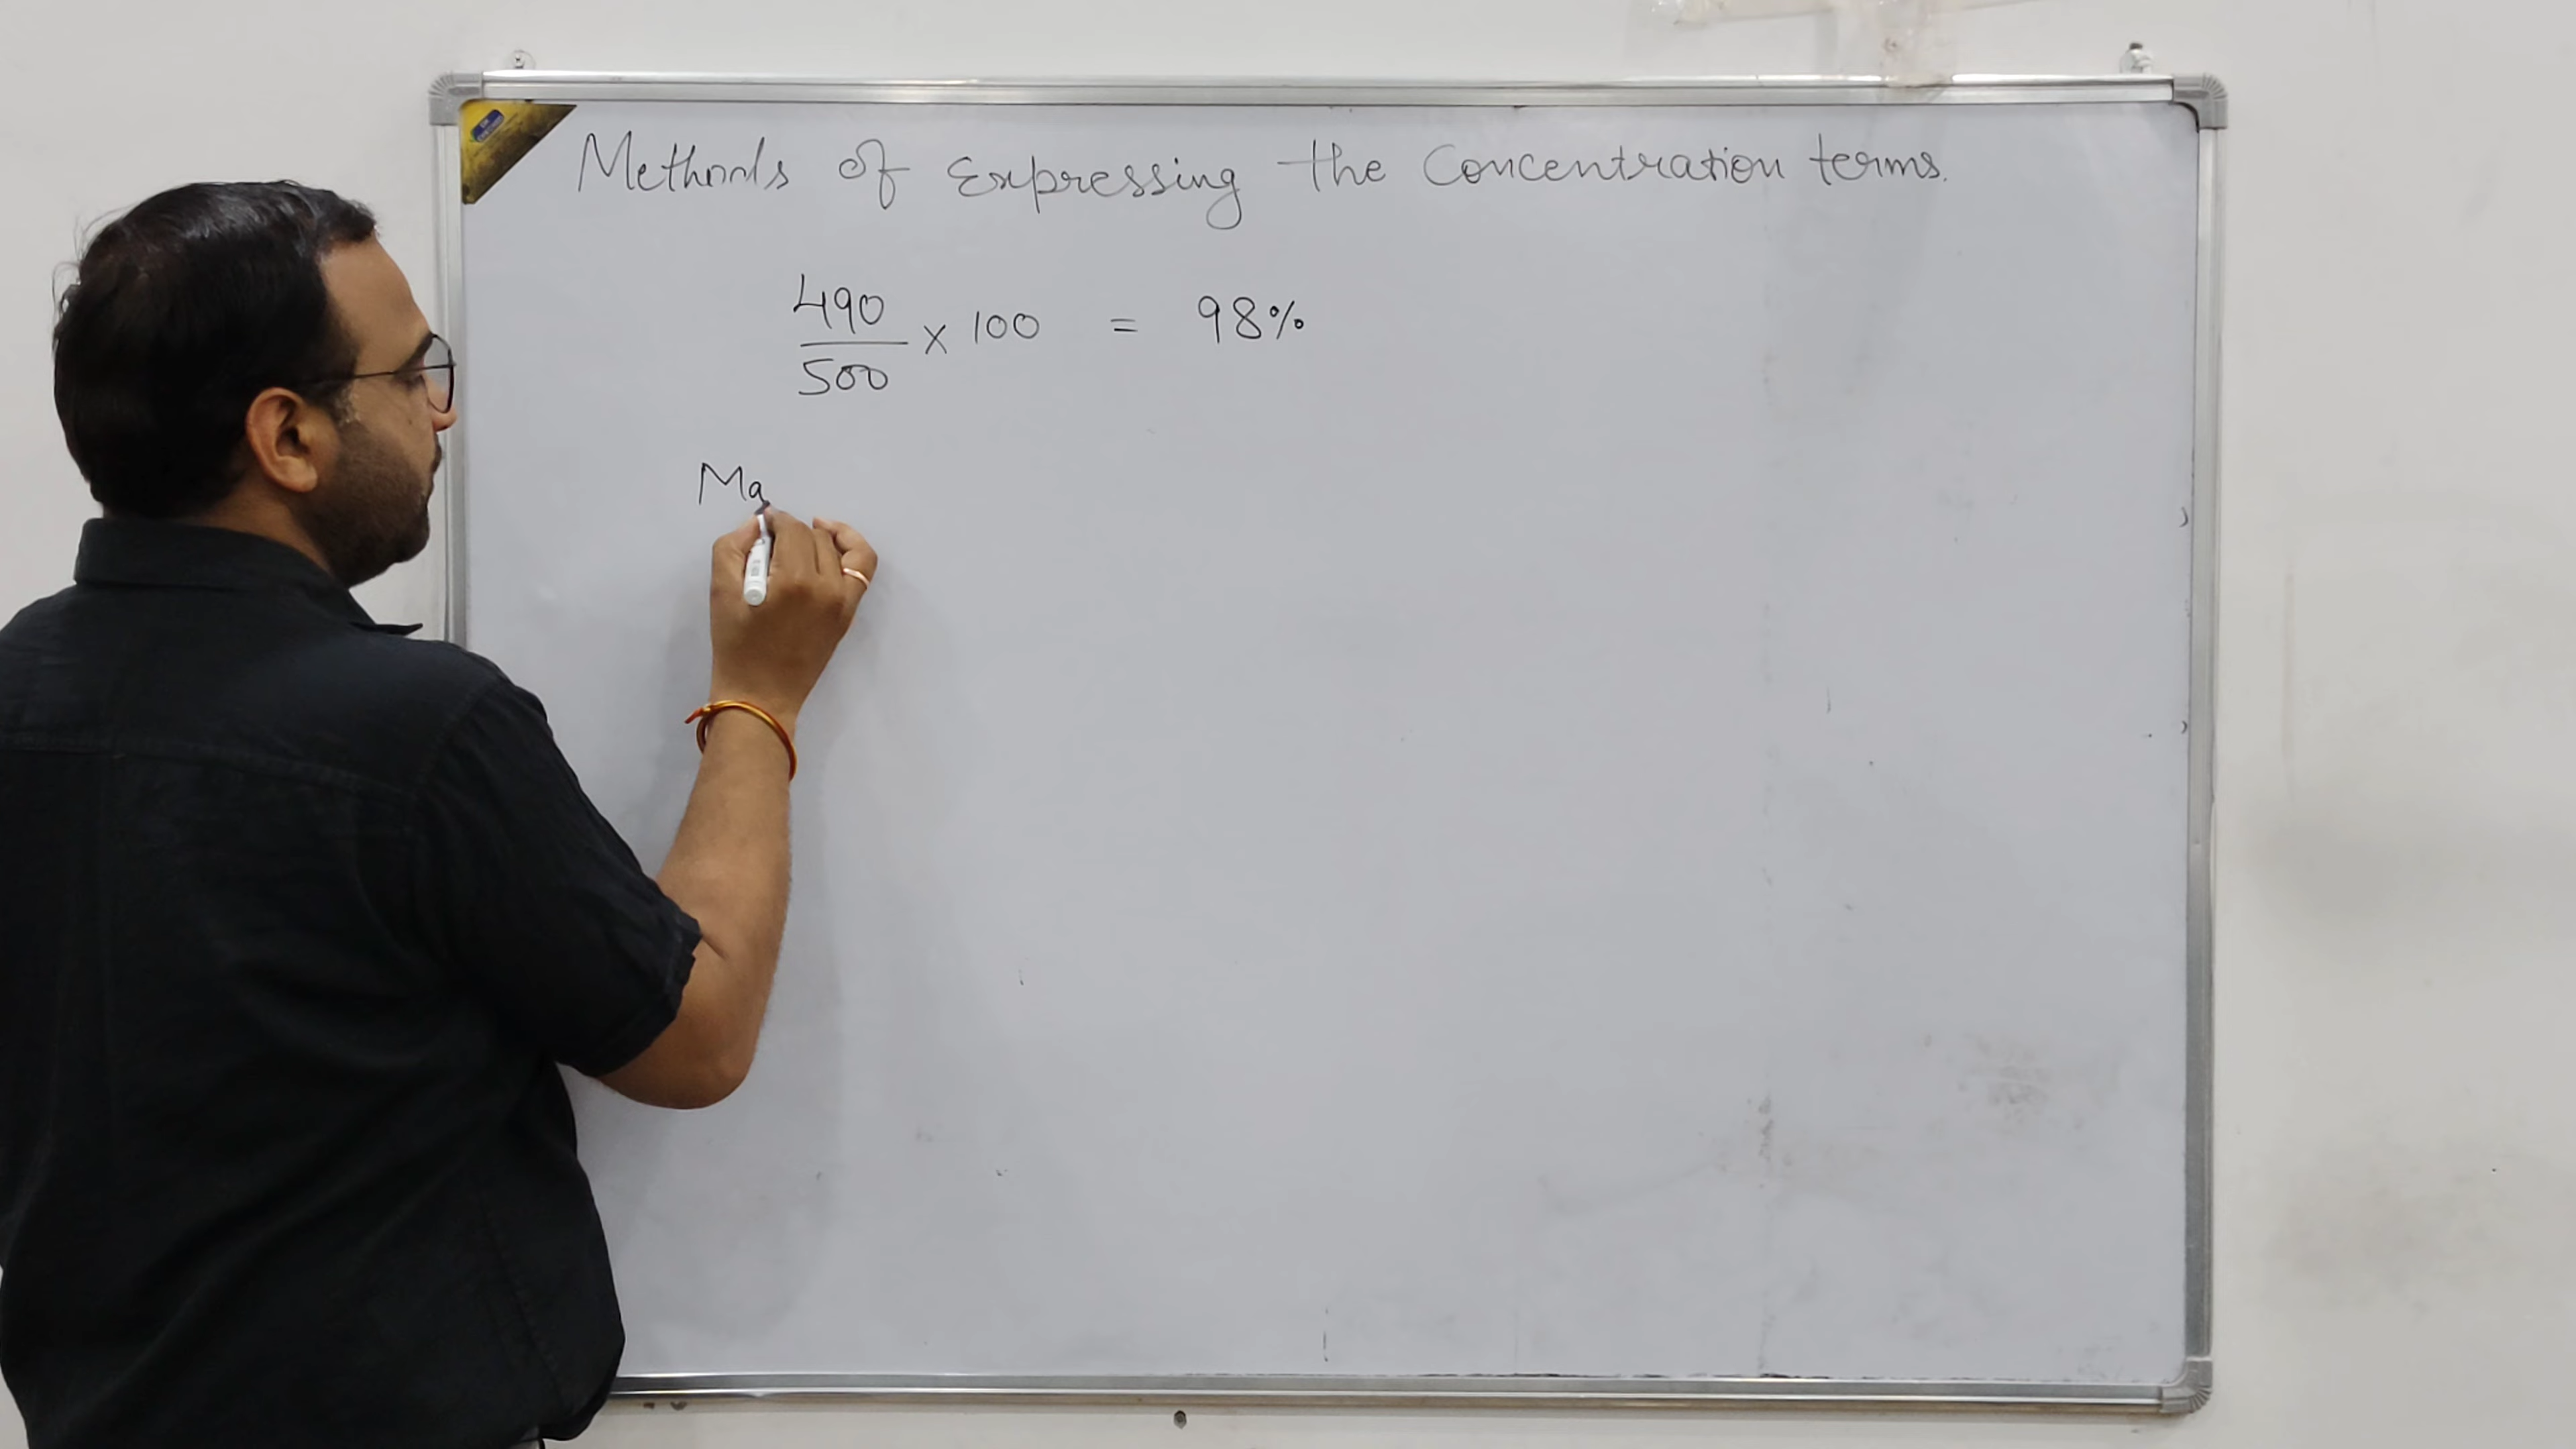 Methods of Expressing the Concentration terms.
490/500 × 100 = 98%
Ma